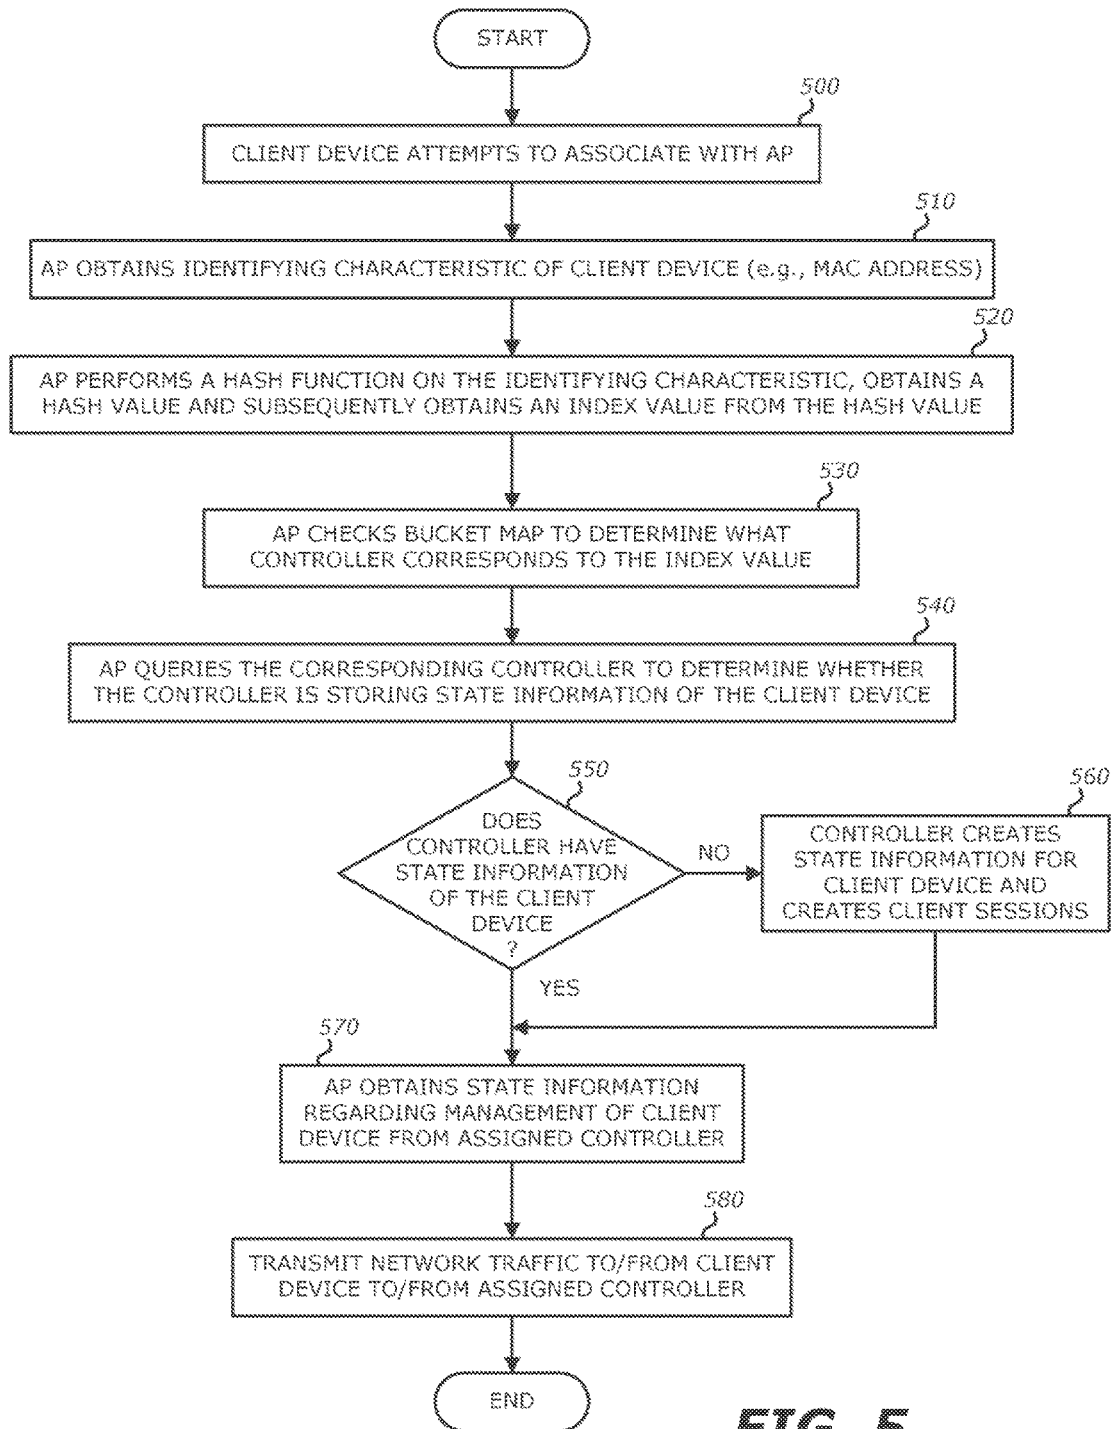 START
500
CLIENT DEVICE ATTEMPTS TO ASSOCIATE WITH AP
510
AP OBTAINS IDENTIFYING CHARACTERISTIC OF CLIENT DEVICE (e.g., MAC ADDRESS)
520
AP PERFORMS A HASH FUNCTION ON THE IDENTIFYING CHARACTERISTIC, OBTAINS A
HASH VALUE AND SUBSEQUENTLY OBTAINS AN INDEX VALUE FROM THE HASH VALUE
530
AP CHECKS BUCKET MAP TO DETERMINE WHAT
CONTROLLER CORRESPONDS TO THE INDEX VALUE
540
AP QUERIES THE CORRESPONDING CONTROLLER TO DETERMINE WHETHER
THE CONTROLLER IS STORING STATE INFORMATION OF THE CLIENT DEVICE
550
DOES
CONTROLLER HAVE
STATE INFORMATION
OF THE CLIENT
DEVICE
?
NO
560
CONTROLLER CREATES
STATE INFORMATION FOR
CLIENT DEVICE AND
CREATES CLIENT SESSIONS
YES
570
AP OBTAINS STATE INFORMATION
REGARDING MANAGEMENT OF CLIENT
DEVICE FROM ASSIGNED CONTROLLER
580
TRANSMIT NETWORK TRAFFIC TO/FROM CLIENT
DEVICE TO/FROM ASSIGNED CONTROLLER
END
FIG. 5